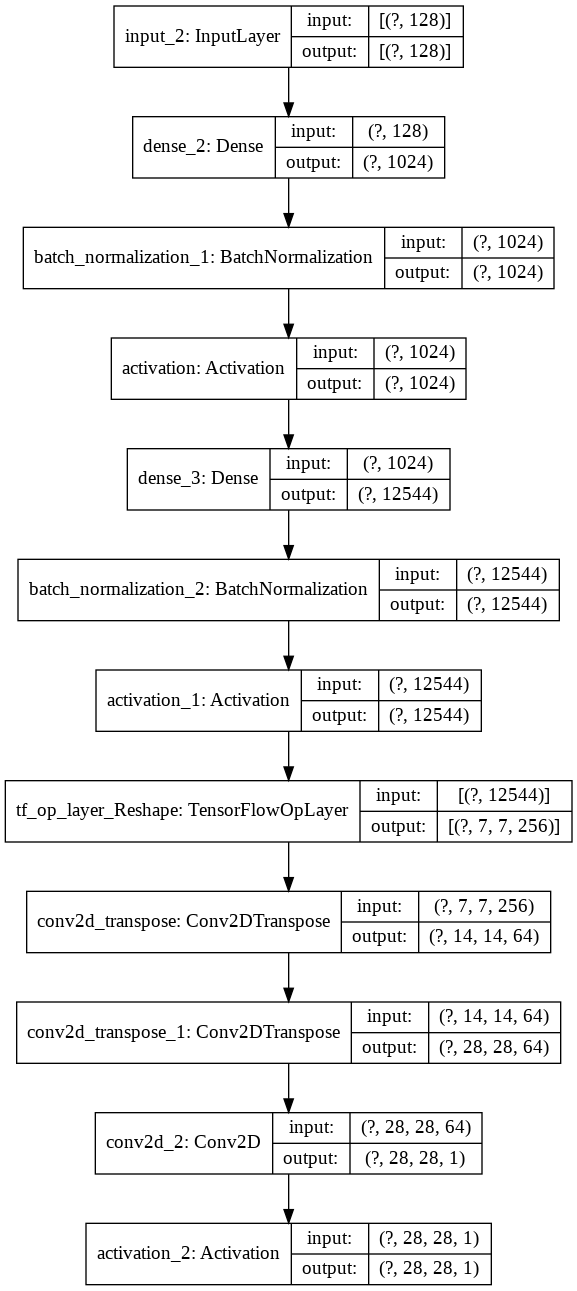 input_2: InputLayer
input: [(?, 128)]
output: [(?, 128)]
dense_2: Dense
input: (?, 128)
output: (?, 1024)
batch_normalization_1: BatchNormalization
input: (?, 1024)
output: (?, 1024)
activation: Activation
input: (?, 1024)
output: (?, 1024)
dense_3: Dense
input: (?, 1024)
output: (?, 12544)
batch_normalization_2: BatchNormalization
input: (?, 12544)
output: (?, 12544)
activation_1: Activation
input: (?, 12544)
output: (?, 12544)
tf_op_layer_Reshape: TensorFlowOpLayer
input: [(?, 12544)]
output: [(?, 7, 7, 256)]
conv2d_transpose: Conv2DTranspose
input: (?, 7, 7, 256)
output: (?, 14, 14, 64)
conv2d_transpose_1: Conv2DTranspose
input: (?, 14, 14, 64)
output: (?, 28, 28, 64)
conv2d_2: Conv2D
input: (?, 28, 28, 64)
output: (?, 28, 28, 1)
activation_2: Activation
input: (?, 28, 28, 1)
output: (?, 28, 28, 1)